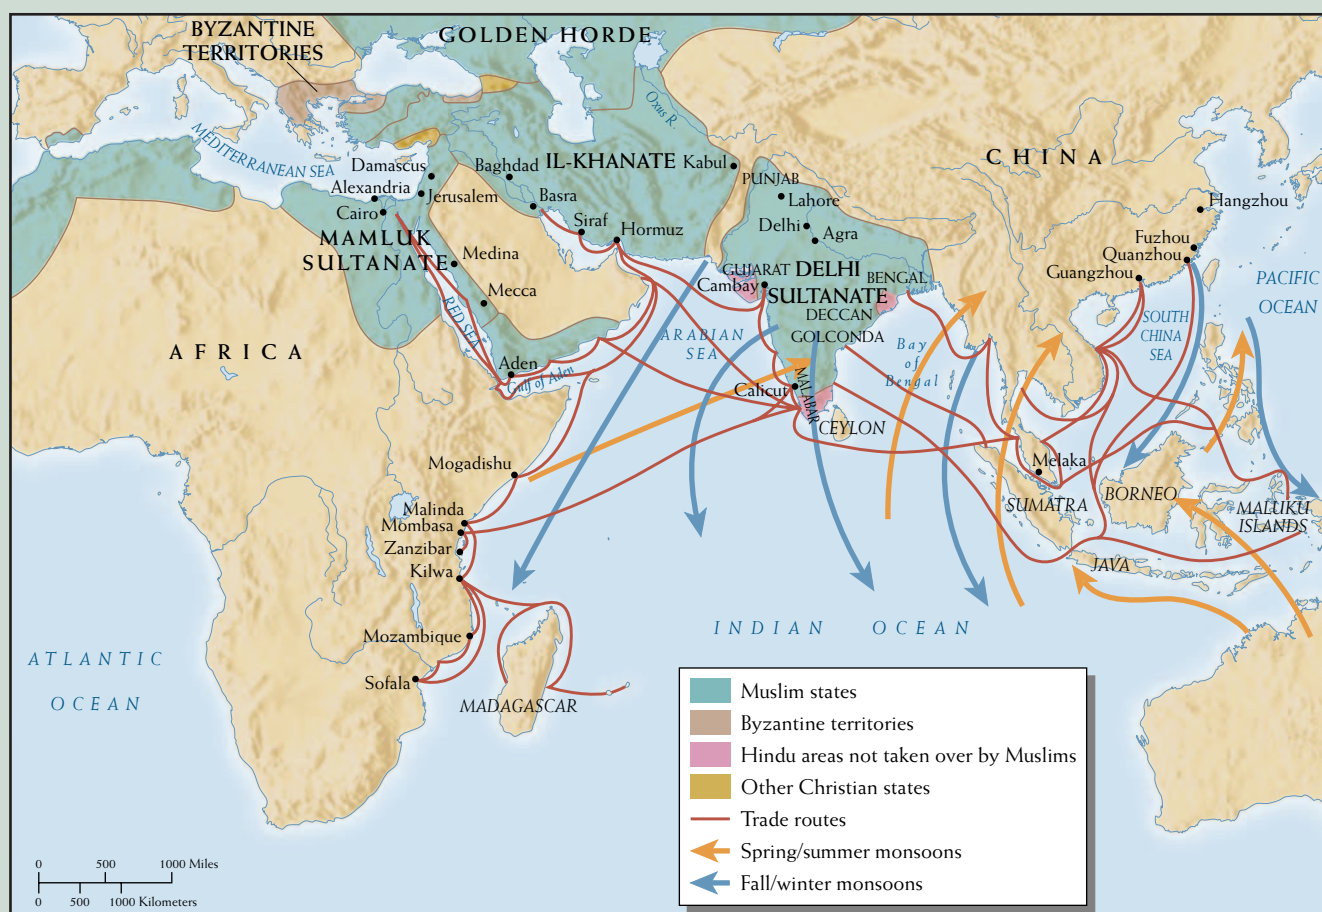 BYZANTINE
TERRITORIES
GOLDEN HORDE
Oxus R.
MEDITERRANEAN SEA
Damascus
Baghdad
IL-KHANATE
Kabul
CHINA
Alexandria
Jerusalem
Basra
PUNJAB
Lahore
Hangzhou
Cairo
Siraf
Hormuz
Delhi
Agra
Fuzhou
Quanzhou
MAMLUK
SULTANATE
Medina
GUJARAT
DELHI
SULTANATE
BENGAL
Guangzhou
PACIFIC
OCEAN
Cambay
Mecca
RED SEA
DECCAN
SOUTH
CHINA
SEA
AFRICA
ARABIAN
SEA
GOLCONDA
Bay
of
Bengal
Aden
Gulf of Aden
Calicut
MALABAR
CEYLON
Mogadishu
Melaka
SUMATRA
BORNEO
MALUKU
ISLANDS
Malinda
Mombasa
Zanzibar
Kilwa
JAVA
INDIAN OCEAN
Mozambique
ATLANTIC
OCEAN
Sofala
MADAGASCAR
Muslim states
Byzantine territories
Hindu areas not taken over by Muslims
Other Christian states
Trade routes
Spring/summer monsoons
Fall/winter monsoons
0 500 1000 Miles
0 500 1000 Kilometers